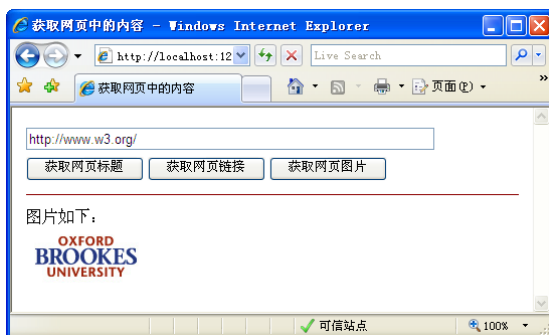 获取网页中的内容 - Windows Internet Explorer
http://localhost:12
Live Search
获取网页中的内容
页面(P)
»
http://www.w3.org/
获取网页标题 获取网页链接 获取网页图片
图片如下：
OXFORD
BROOKES
UNIVERSITY
可信站点
100%